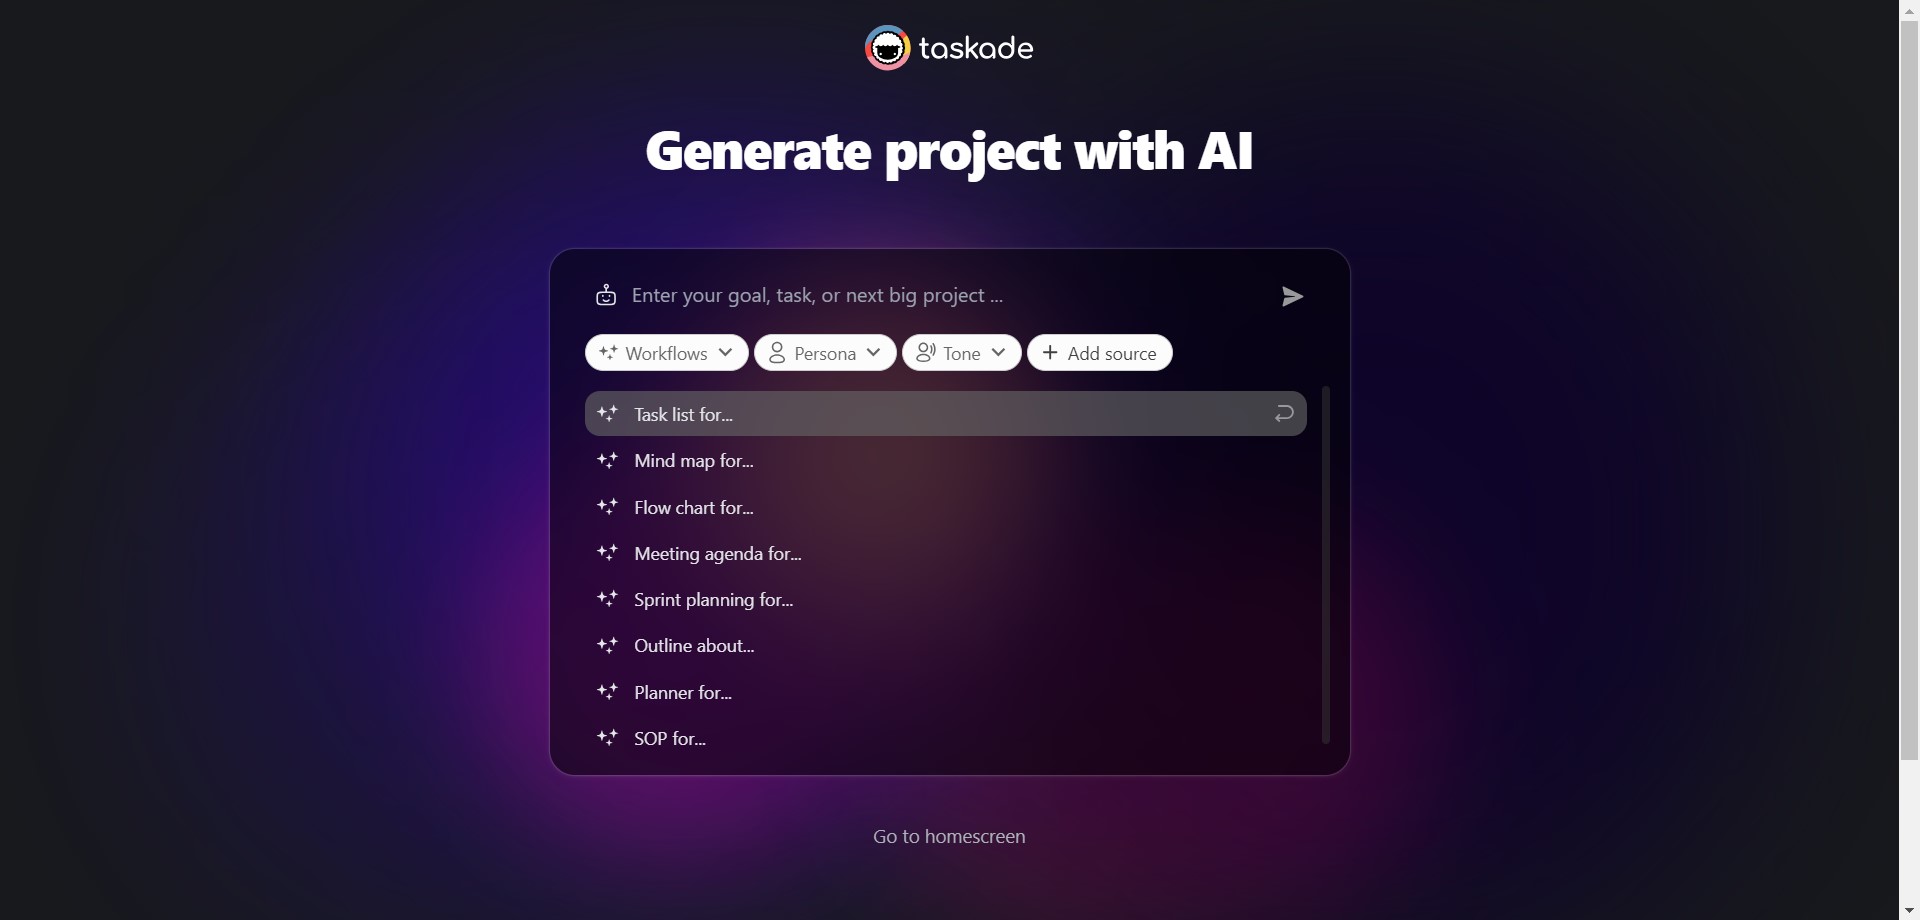 taskade
Generate project with AI
Enter your goal, task, or next big project ...
Workflows Persona Tone Add source
Task list for...
Mind map for...
Flow chart for...
Meeting agenda for...
Sprint planning for...
Outline about...
Planner for...
SOP for...
Go to homescreen